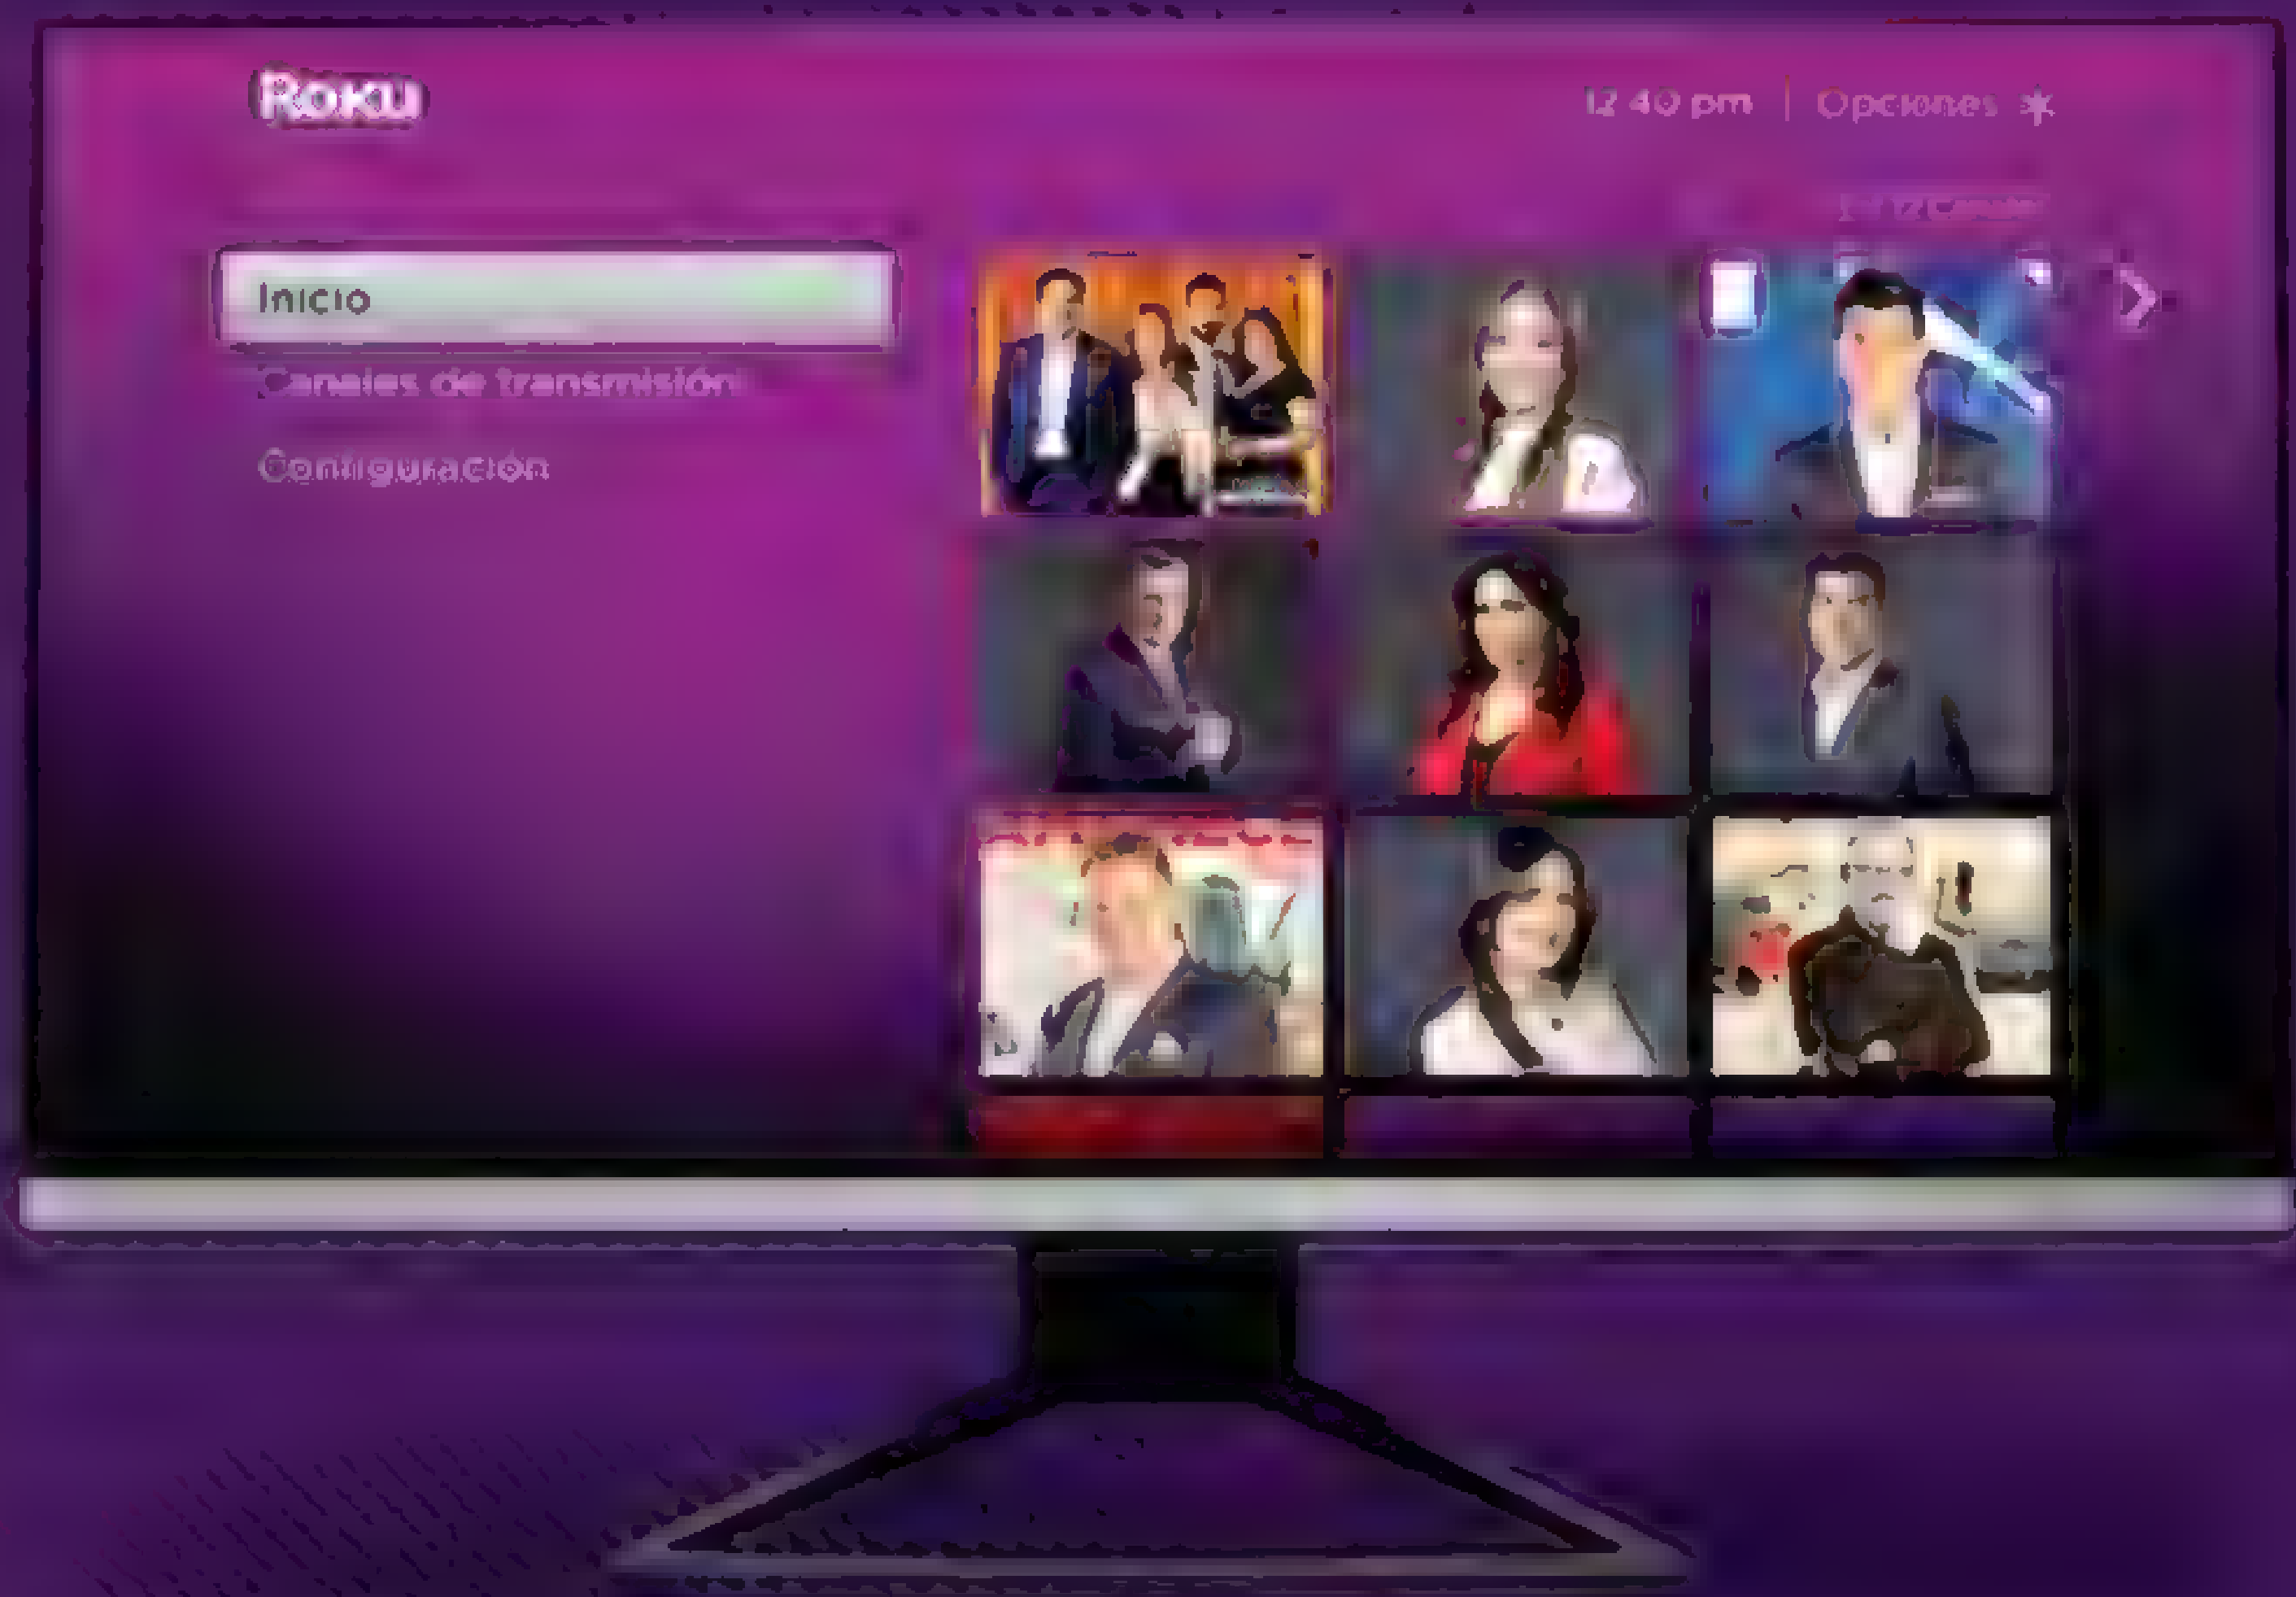 Roku
12:40 pm | Opciones *
Inicio
Canales de transmisión
Configuración